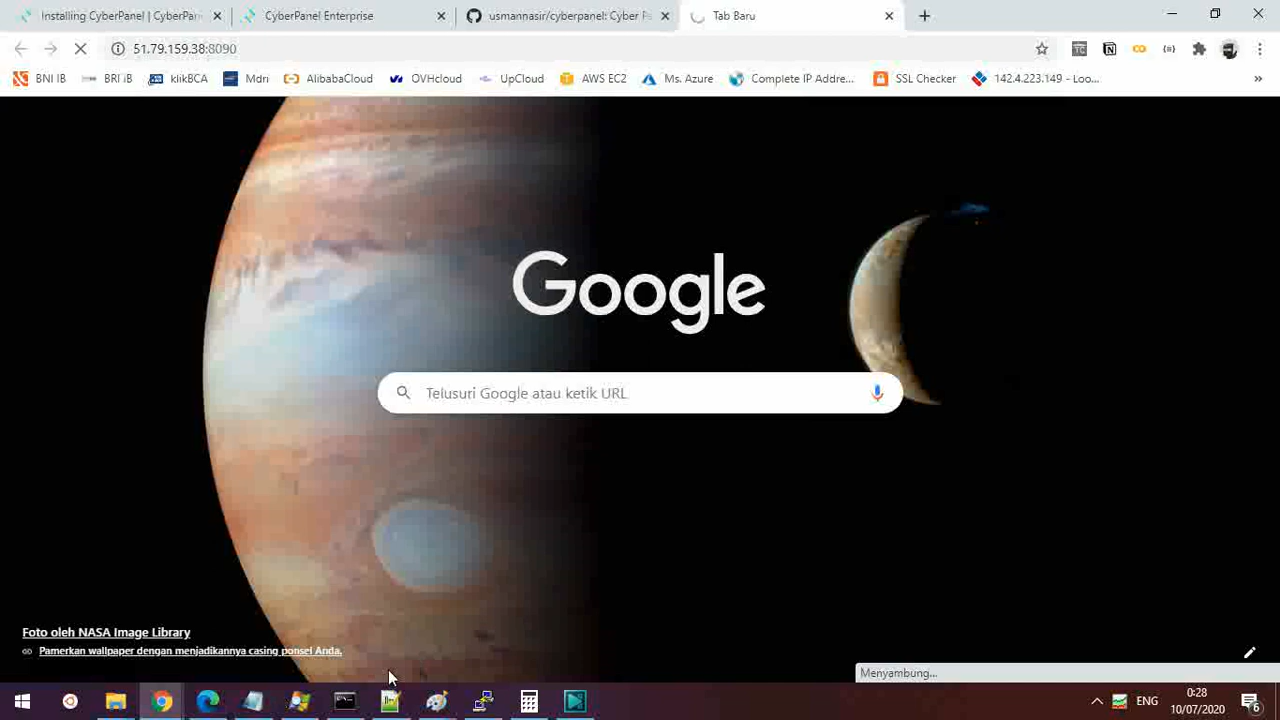 Installing CyberPanel | CyberPan
CyberPanel Enterprise
usmannasir/cyberpanel: Cyber P
Tab Baru
51.79.159.38:8090
BNI IB
BRI iB
klikBCA
Mdri
AlibabaCloud
OVHcloud
UpCloud
AWS EC2
Ms. Azure
Complete IP Addre...
SSL Checker
142.4.223.149 - Loo...
»
Google
Telusuri Google atau ketik URL
Foto oleh NASA Image Library
Pamerkan wallpaper dengan menjadikannya casing ponsel Anda.
Menyambung...
ENG
0:28
10/07/2020
6